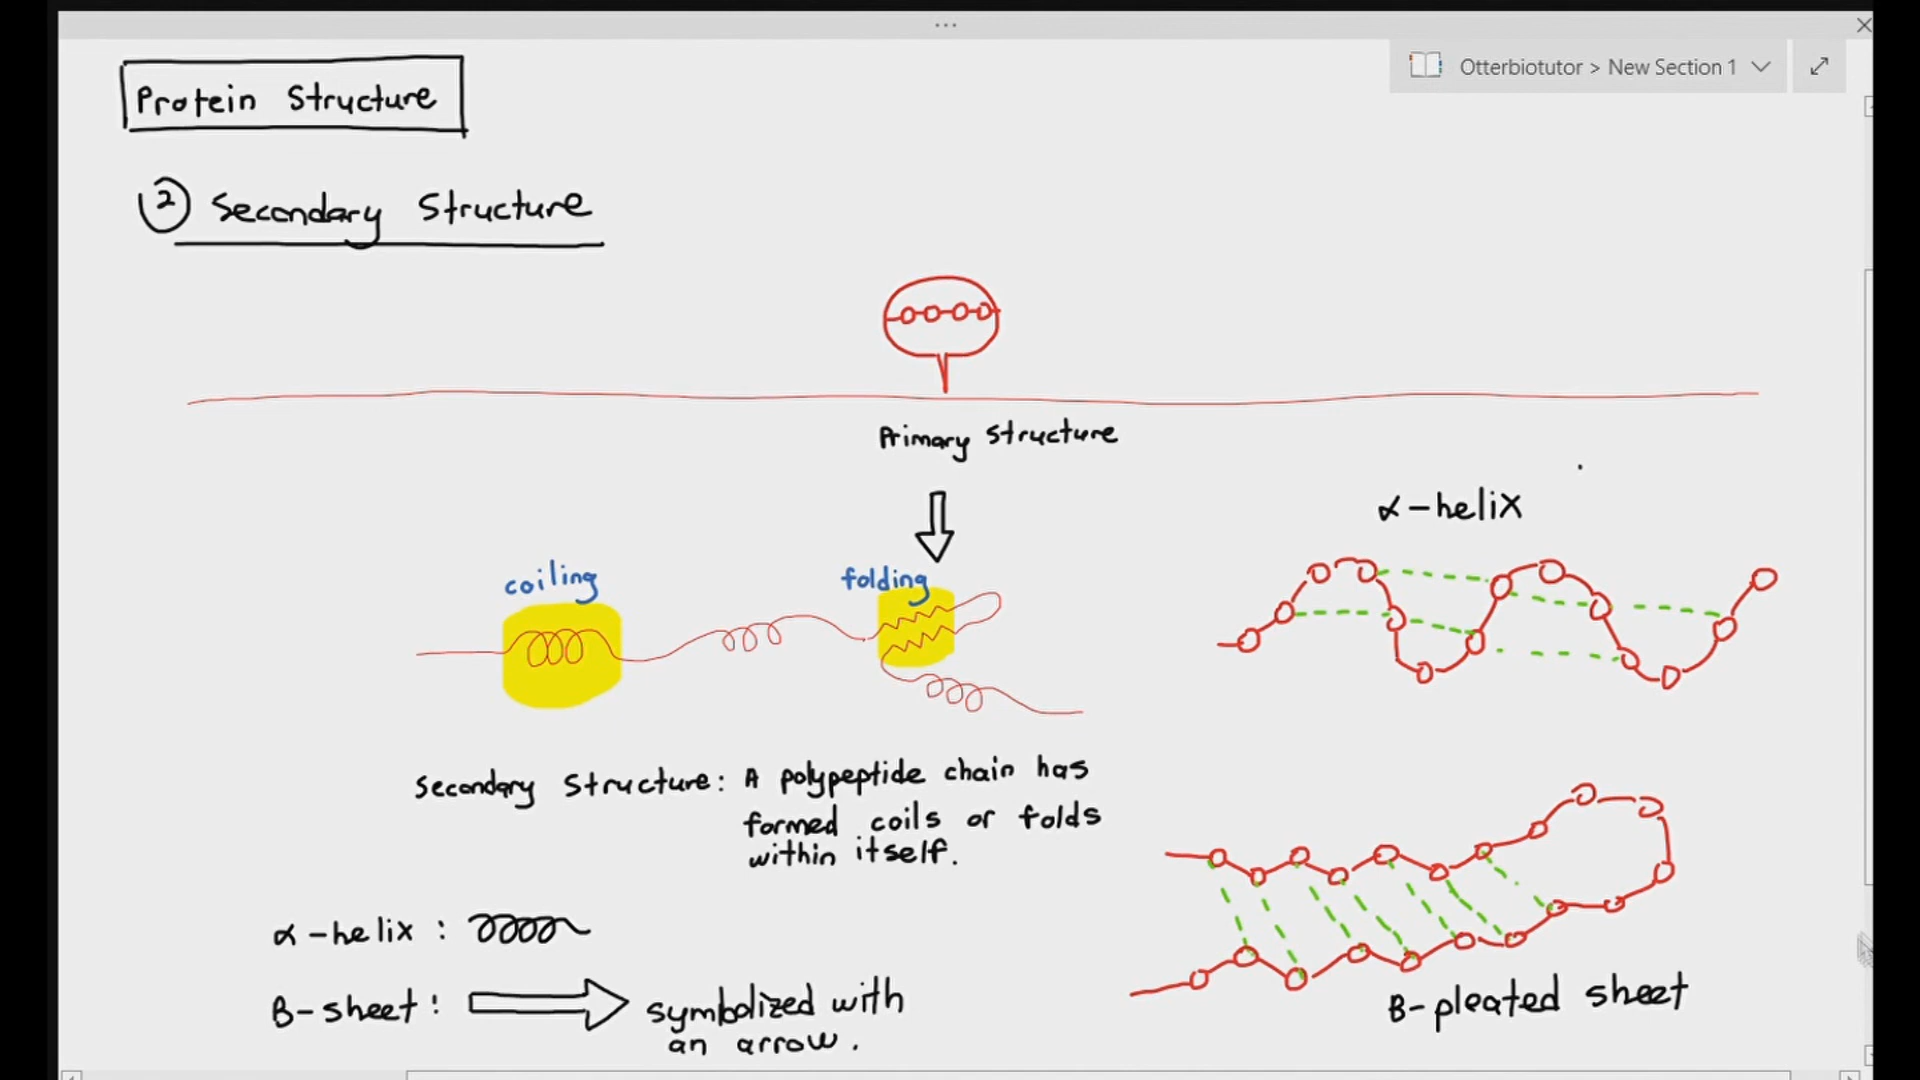 Otterbiotutor > New Section 1
Protein Structure
2 Secondary Structure
Primary Structure
α-helix
coiling
folding
Secondary Structure: A polypeptide chain has
formed coils or folds
within itself.
α-helix :
B-sheet :
symbolized with
an arrow.
B-pleated sheet